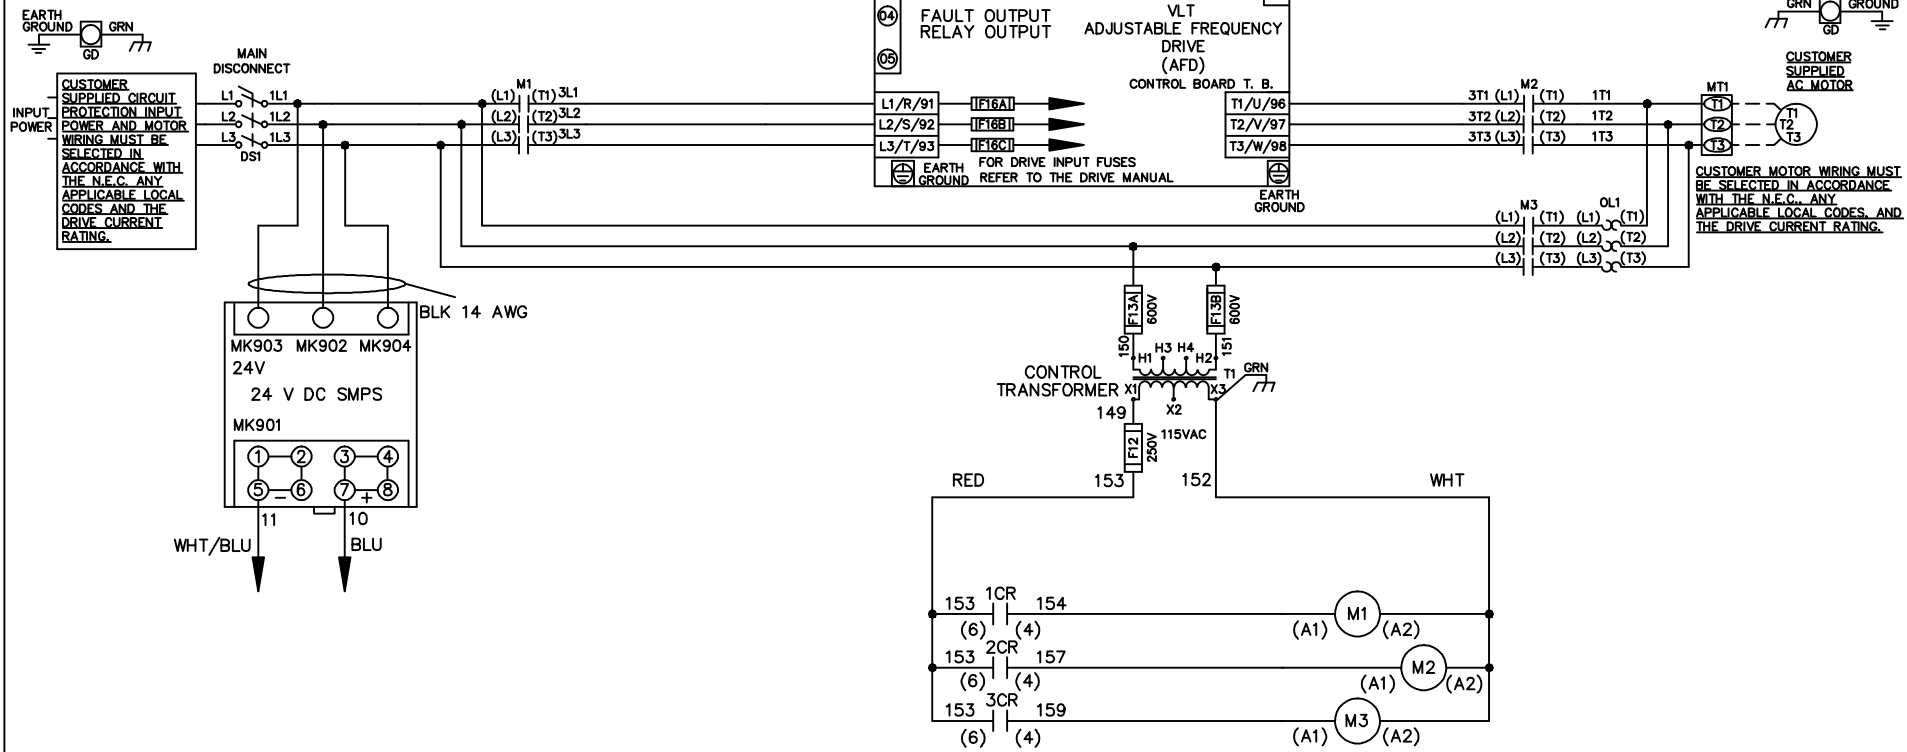 EARTH
GROUND
GRN
GD
04
FAULT OUTPUT
RELAY OUTPUT
05
VLT
ADJUSTABLE FREQUENCY
DRIVE
(AFD)
CONTROL BOARD T. B.
GRN
GROUND
GD
CUSTOMER
SUPPLIED
AC MOTOR
INPUT
POWER
CUSTOMER
SUPPLIED CIRCUIT
PROTECTION INPUT
POWER AND MOTOR
WIRING MUST BE
SELECTED IN
ACCORDANCE WITH
THE N.E.C. ANY
APPLICABLE LOCAL
CODES AND THE
DRIVE CURRENT
RATING.
MAIN
DISCONNECT
L1 1L1
L2 1L2
L3 1L3
DS1
M1
(L1) (T1) 3L1
(L2) (T2) 3L2
(L3) (T3) 3L3
L1/R/91 F16A
L2/S/92 F16B
L3/T/93 F16C
EARTH
GROUND
FOR DRIVE INPUT FUSES
REFER TO THE DRIVE MANUAL
T1/U/96
T2/V/97
T3/W/98
EARTH
GROUND
M2
3T1 (L1) (T1) 1T1
3T2 (L2) (T2) 1T2
3T3 (L3) (T3) 1T3
MT1
T1
T2
T3
T1
T2
T3
CUSTOMER MOTOR WIRING MUST
BE SELECTED IN ACCORDANCE
WITH THE N.E.C., ANY
APPLICABLE LOCAL CODES, AND
THE DRIVE CURRENT RATING.
M3 OL1
(L1) (T1) (L1) (T1)
(L2) (T2) (L2) (T2)
(L3) (T3) (L3) (T3)
BLK 14 AWG
MK903 MK902 MK904
24V
24 V DC SMPS
MK901
1 2 3 4
5 - 6 7 + 8
11 10
WHT/BLU BLU
F13A
600V
F13B
600V
150
151
H1 H3 H4 H2
CONTROL
TRANSFORMER
T1
GRN
X1 X2 X3
149
115VAC
F12
250V
RED 153 152 WHT
153 1CR 154
(6) (4)
M1
(A1) (A2)
153 2CR 157
(6) (4)
M2
(A1) (A2)
153 3CR 159
(6) (4)
M3
(A1) (A2)